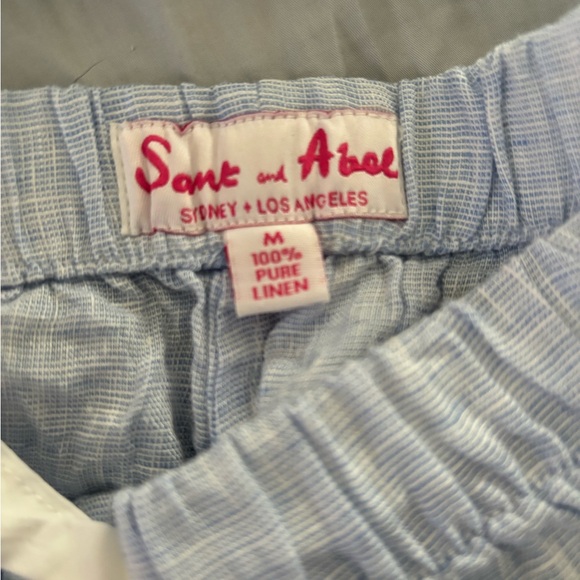 Sant and Abel
SYDNEY + LOS ANGELES
M
100%
PURE
LINEN